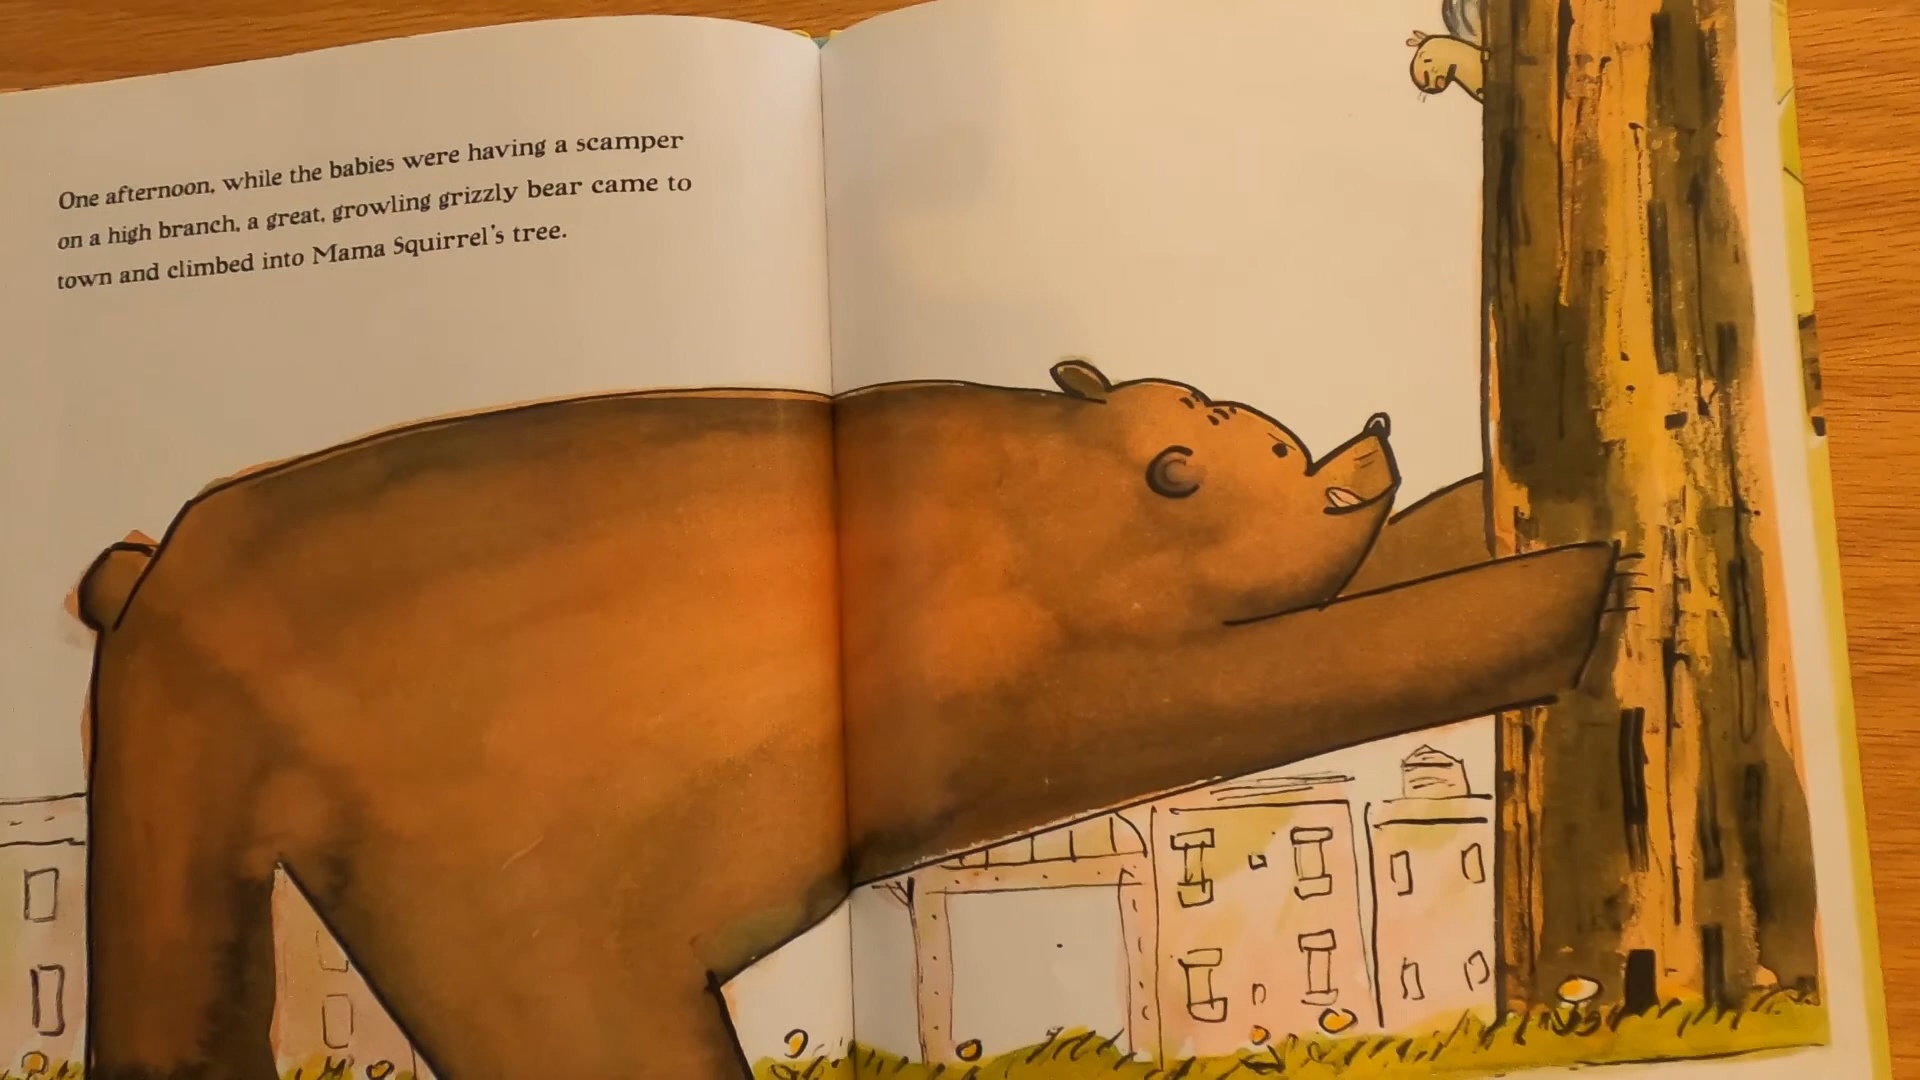 One afternoon, while the babies were having a scamper
on a high branch, a great, growling grizzly bear came to
town and climbed into Mama Squirrel's tree.